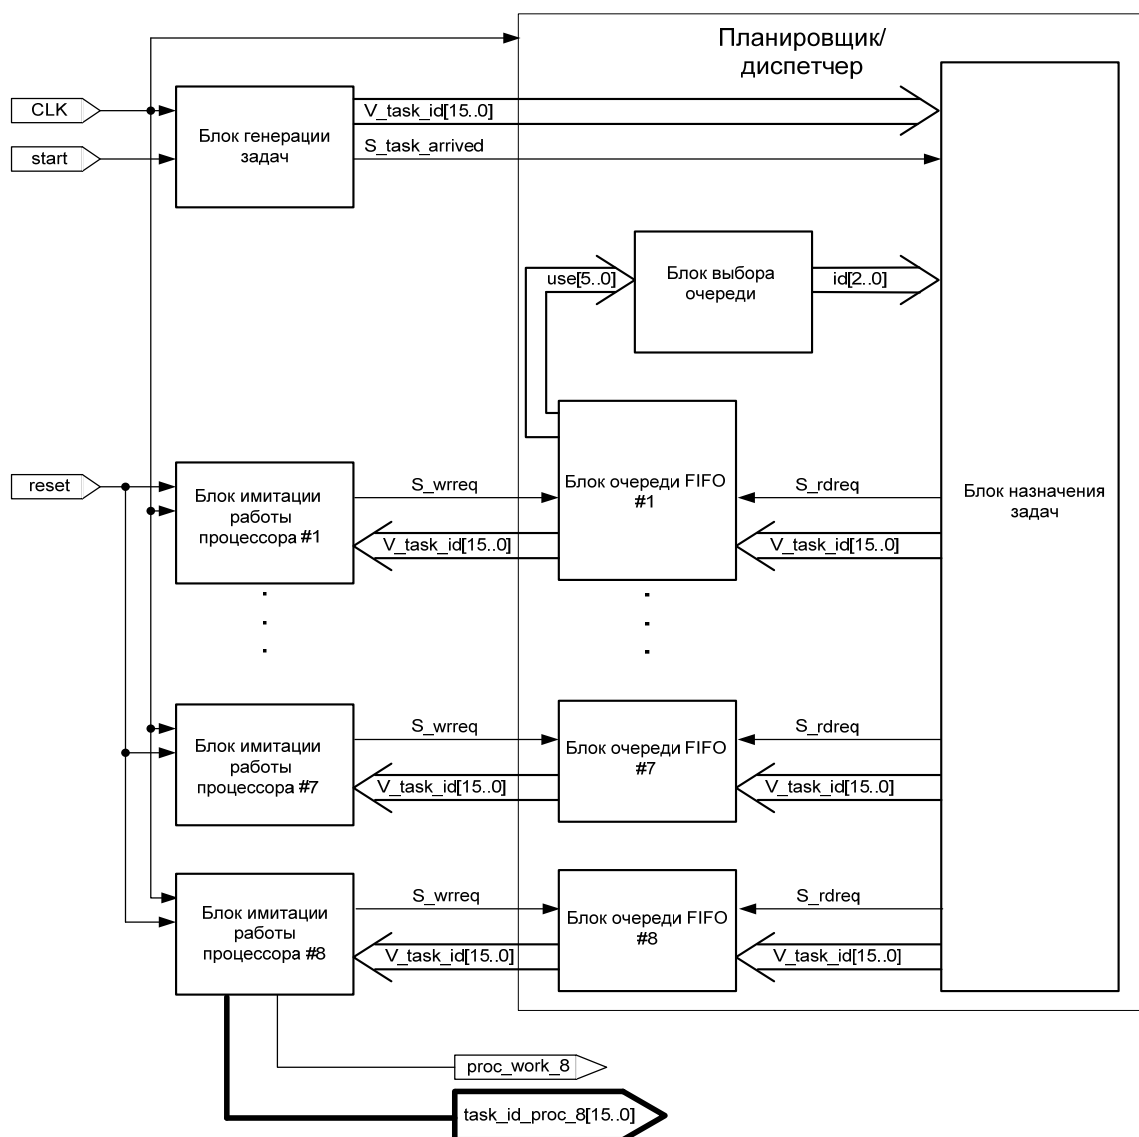 Планировщик/
диспетчер
CLK
start
Блок генерации
задач
V_task_id[15..0]
S_task_arrived
use[5..0]
Блок выбора
очереди
id[2..0]
reset
Блок имитации
работы
процессора #1
S_wrreq
V_task_id[15..0]
Блок очереди FIFO
#1
S_rdreq
V_task_id[15..0]
Блок назначения
задач
Блок имитации
работы
процессора #7
S_wrreq
V_task_id[15..0]
Блок очереди FIFO
#7
S_rdreq
V_task_id[15..0]
Блок имитации
работы
процессора #8
S_wrreq
V_task_id[15..0]
Блок очереди FIFO
#8
S_rdreq
V_task_id[15..0]
proc_work_8
task_id_proc_8[15..0]